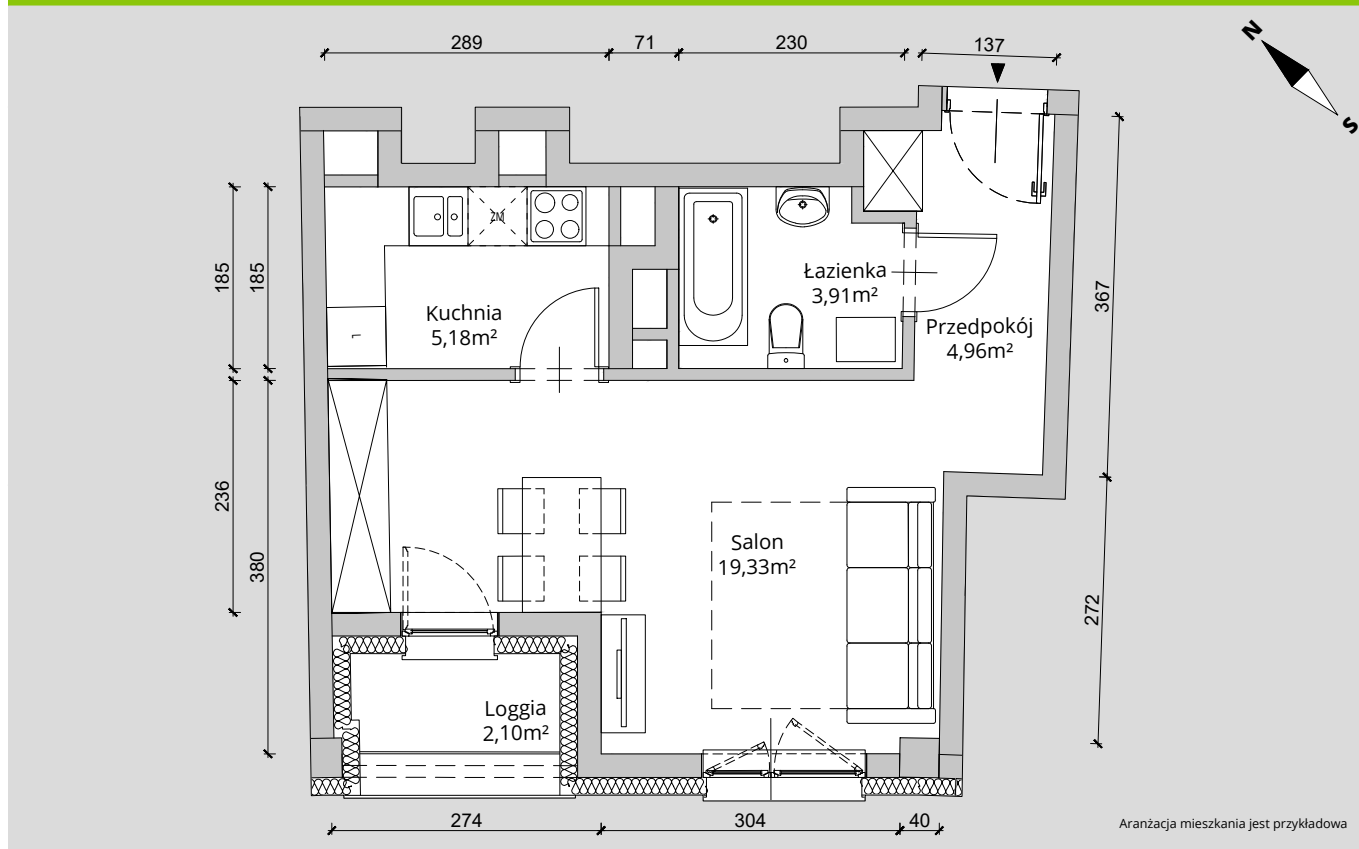 289
71
230
137
N
S
185
185
ZM
Kuchnia
5,18m²
L
Łazienka
3,91m²
Przedpokój
4,96m²
367
236
380
Salon
19,33m²
272
Loggia
2,10m²
274
304
40
Aranżacja mieszkania jest przykładowa